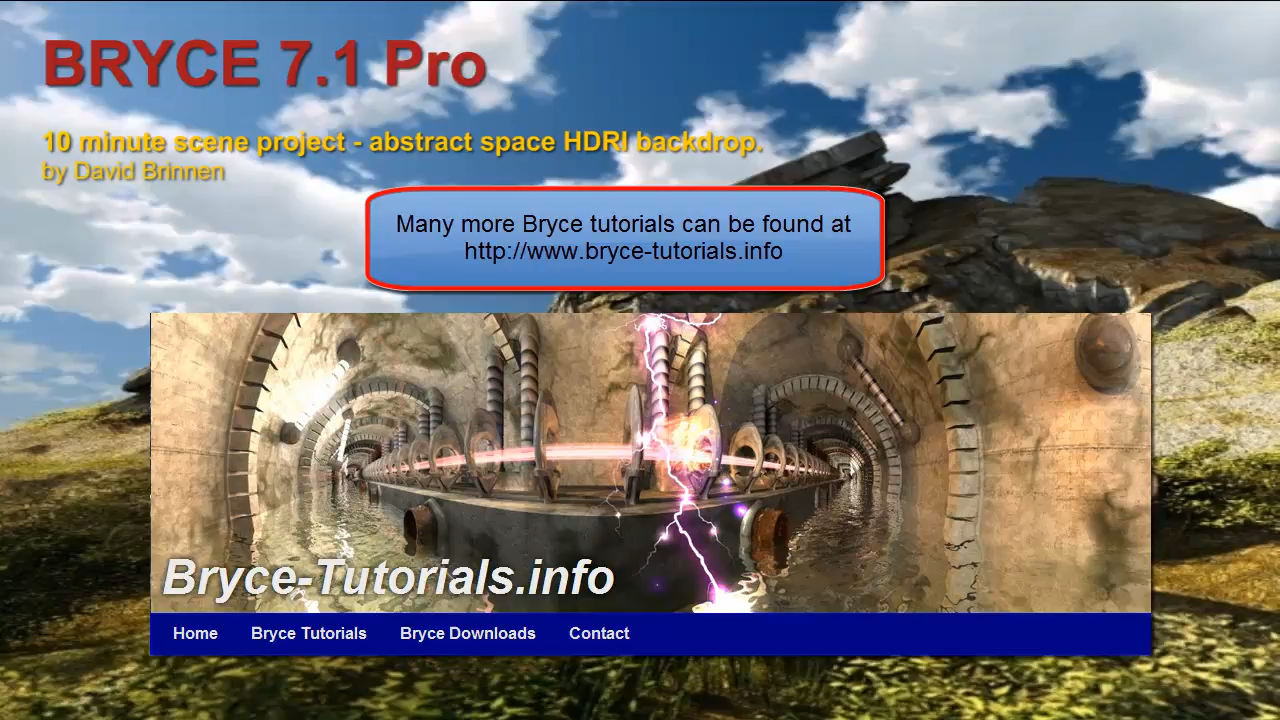 BRYCE 7.1 Pro
10 minute scene project - abstract space HDRI backdrop.
by David Brinnen
Many more Bryce tutorials can be found at
http://www.bryce-tutorials.info
Bryce-Tutorials.info
Home Bryce Tutorials Bryce Downloads Contact